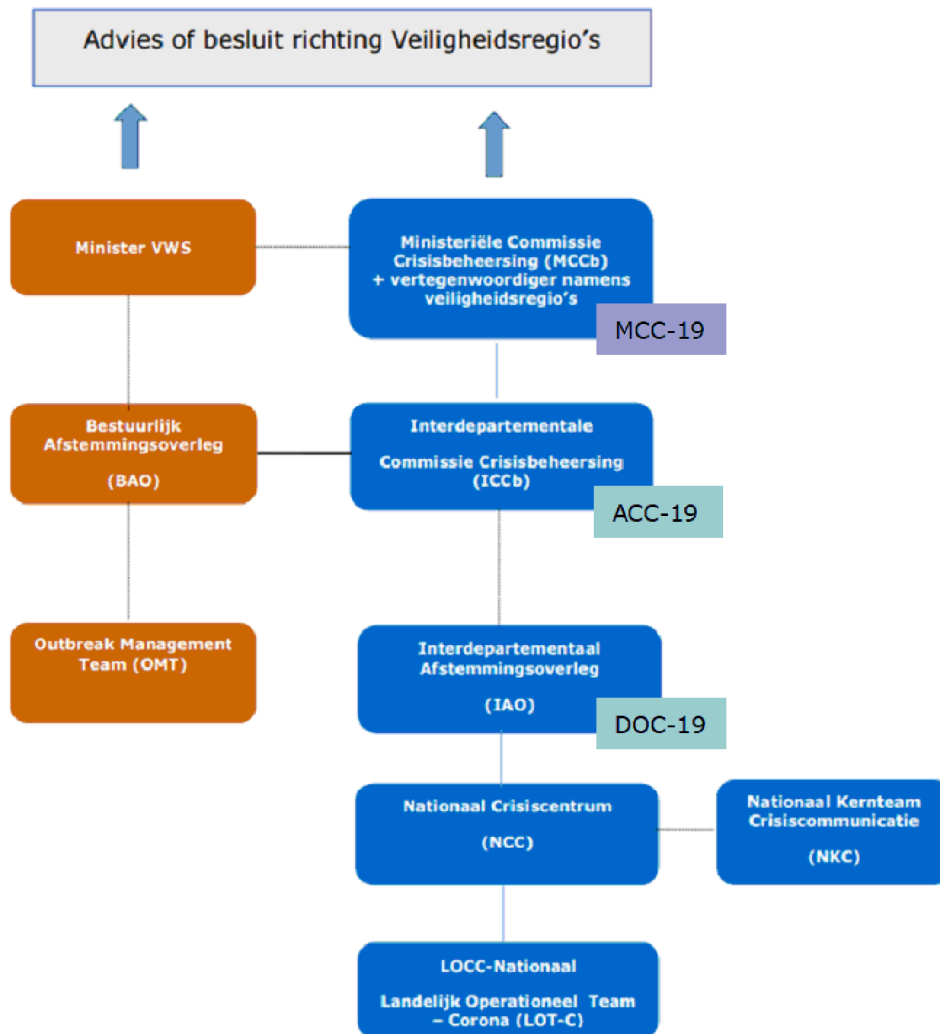 Advies of besluit richting Veiligheidsregio's
Minister VWS
Ministeriële Commissie
Crisisbeheersing (MCCb)
+ vertegenwoordiger namens
veiligheidsregio's
MCC-19
Bestuurlijk
Afstemmingsoverleg
(BAO)
Interdepartementale
Commissie Crisisbeheersing
(ICCb)
ACC-19
Outbreak Management
Team (OMT)
Interdepartementaal
Afstemmingsoverleg
(IAO)
DOC-19
Nationaal Crisiscentrum
(NCC)
Nationaal Kernteam
Crisiscommunicatie
(NKC)
LOCC-Nationaal
Landelijk Operationeel Team
– Corona (LOT-C)